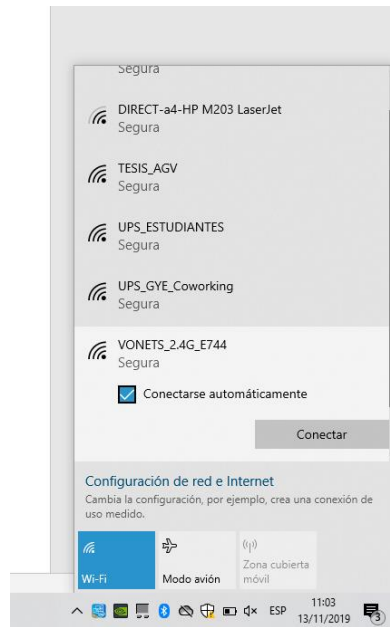 Segura
DIRECT-a4-HP M203 LaserJet
Segura
TESIS_AGV
Segura
UPS_ESTUDIANTES
Segura
UPS_GYE_Coworking
Segura
VONETS_2.4G_E744
Segura
Conectarse automáticamente
Conectar
Configuración de red e Internet
Cambia la configuración, por ejemplo, crea una conexión de
uso medido.
Wi-Fi
Modo avión
Zona cubierta
móvil
ESP
11:03
13/11/2019
3